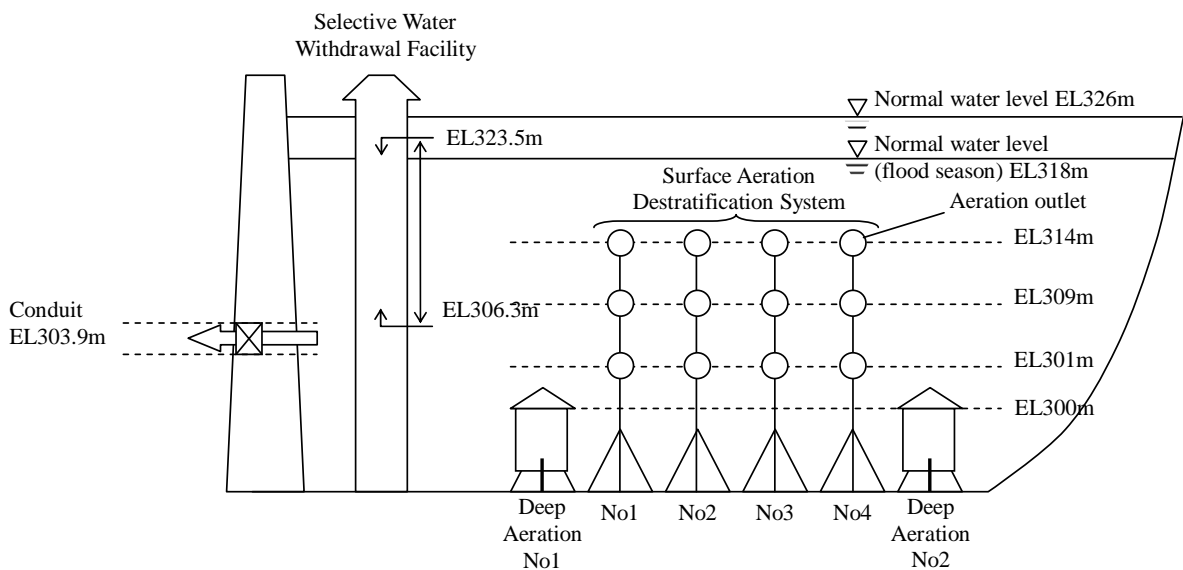 Selective Water
Withdrawal Facility
Normal water level EL326m
EL323.5m
Normal water level
(flood season) EL318m
Surface Aeration
Destratification System
Aeration outlet
EL314m
EL309m
EL306.3m
Conduit
EL303.9m
EL301m
EL300m
Deep
Aeration
No1
No1
No2
No3
No4
Deep
Aeration
No2